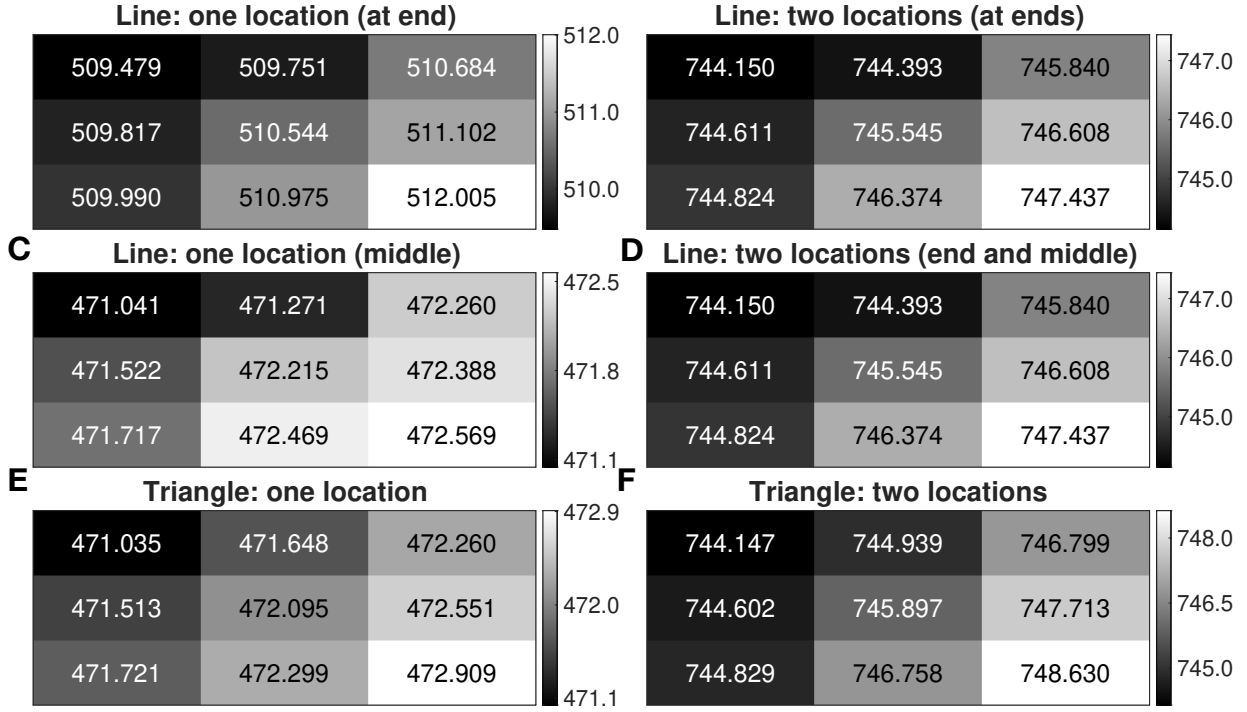 Line: one location (at end)
509.479 509.751 510.684
509.817 510.544 511.102
509.990 510.975 512.005
512.0
511.0
510.0
Line: two locations (at ends)
744.150 744.393 745.840
744.611 745.545 746.608
744.824 746.374 747.437
747.0
746.0
745.0
C Line: one location (middle)
471.041 471.271 472.260
471.522 472.215 472.388
471.717 472.469 472.569
472.5
471.8
471.1
D Line: two locations (end and middle)
744.150 744.393 745.840
744.611 745.545 746.608
744.824 746.374 747.437
747.0
746.0
745.0
E Triangle: one location
471.035 471.648 472.260
471.513 472.095 472.551
471.721 472.299 472.909
472.9
472.0
471.1
F Triangle: two locations
744.147 744.939 746.799
744.602 745.897 747.713
744.829 746.758 748.630
748.0
746.5
745.0